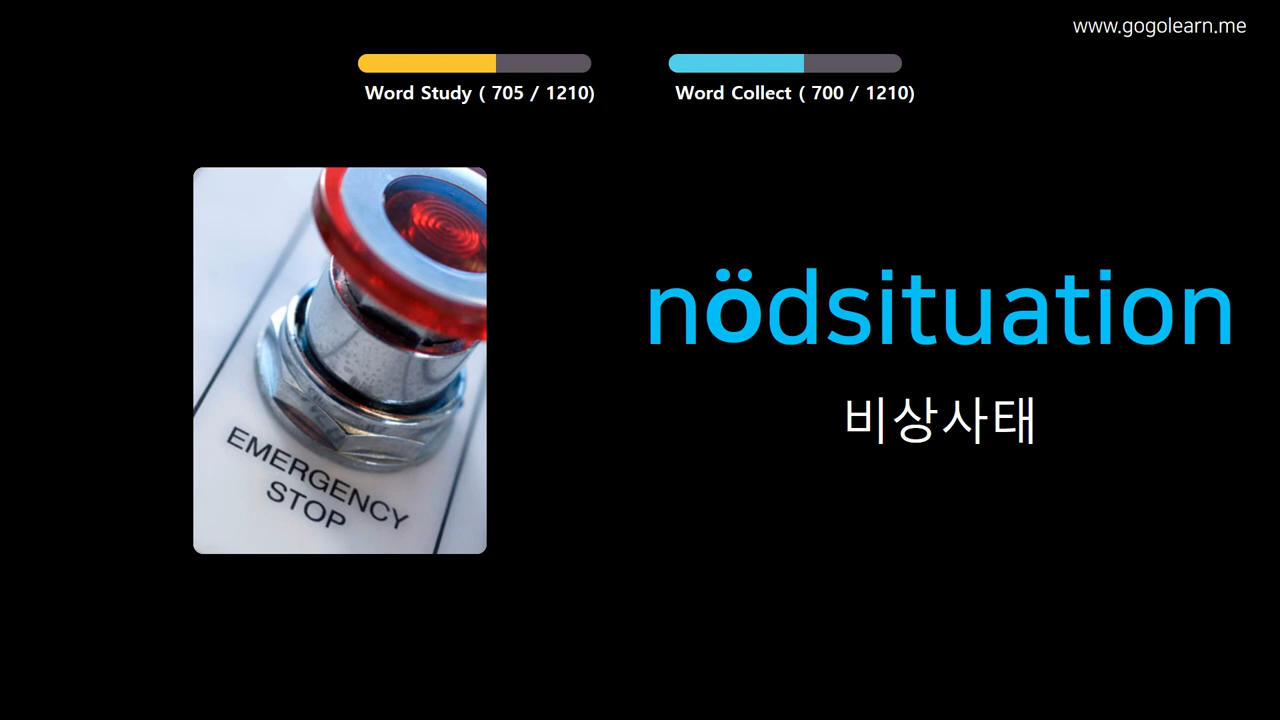 www.gogolearn.me
Word Study ( 705 / 1210)
Word Collect ( 700 / 1210)
EMERGENCY
STOP
nödsituation
비상사태